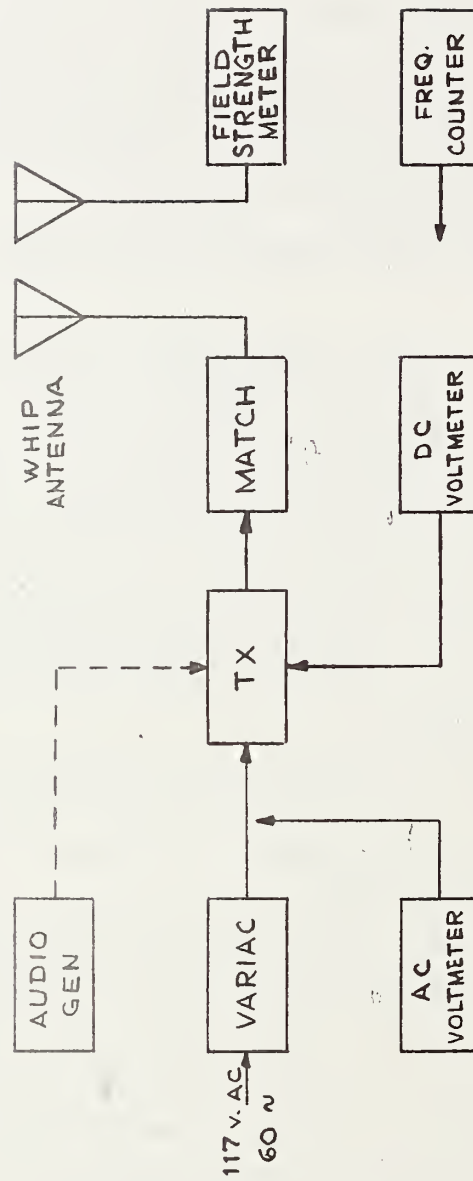 AUDIO
GEN
WHIP
ANTENNA
FIELD
STRENGTH
METER
117 V. AC
60 ~
VARIAC
TX
MATCH
AC
VOLTMETER
DC
VOLTMETER
FREQ.
COUNTER